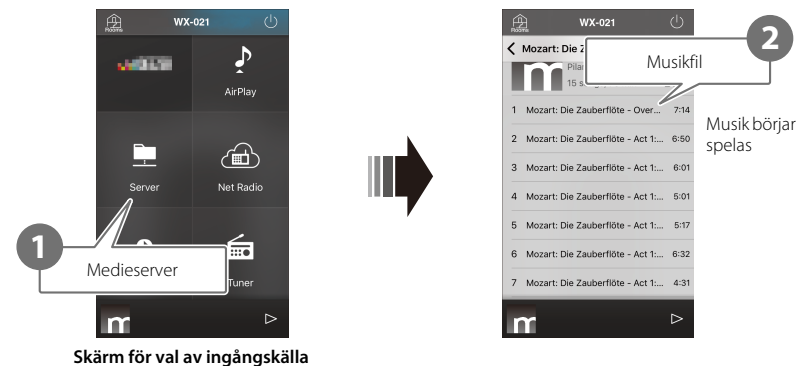 Rooms
WX-021
AirPlay
Server
Net Radio
1
Medieserver
Tuner
Skärm för val av ingångskälla
Rooms
WX-021
2
Mozart: Die Z
Musikfil
15 s
1 Mozart: Die Zauberflöte - Over... 7:14
Musik börjar
spelas
2 Mozart: Die Zauberflöte - Act 1:... 6:50
3 Mozart: Die Zauberflöte - Act 1:... 6:01
4 Mozart: Die Zauberflöte - Act 1:... 5:01
5 Mozart: Die Zauberflöte - Act 1:... 5:17
6 Mozart: Die Zauberflöte - Act 1:... 6:32
7 Mozart: Die Zauberflöte - Act 1:... 4:31